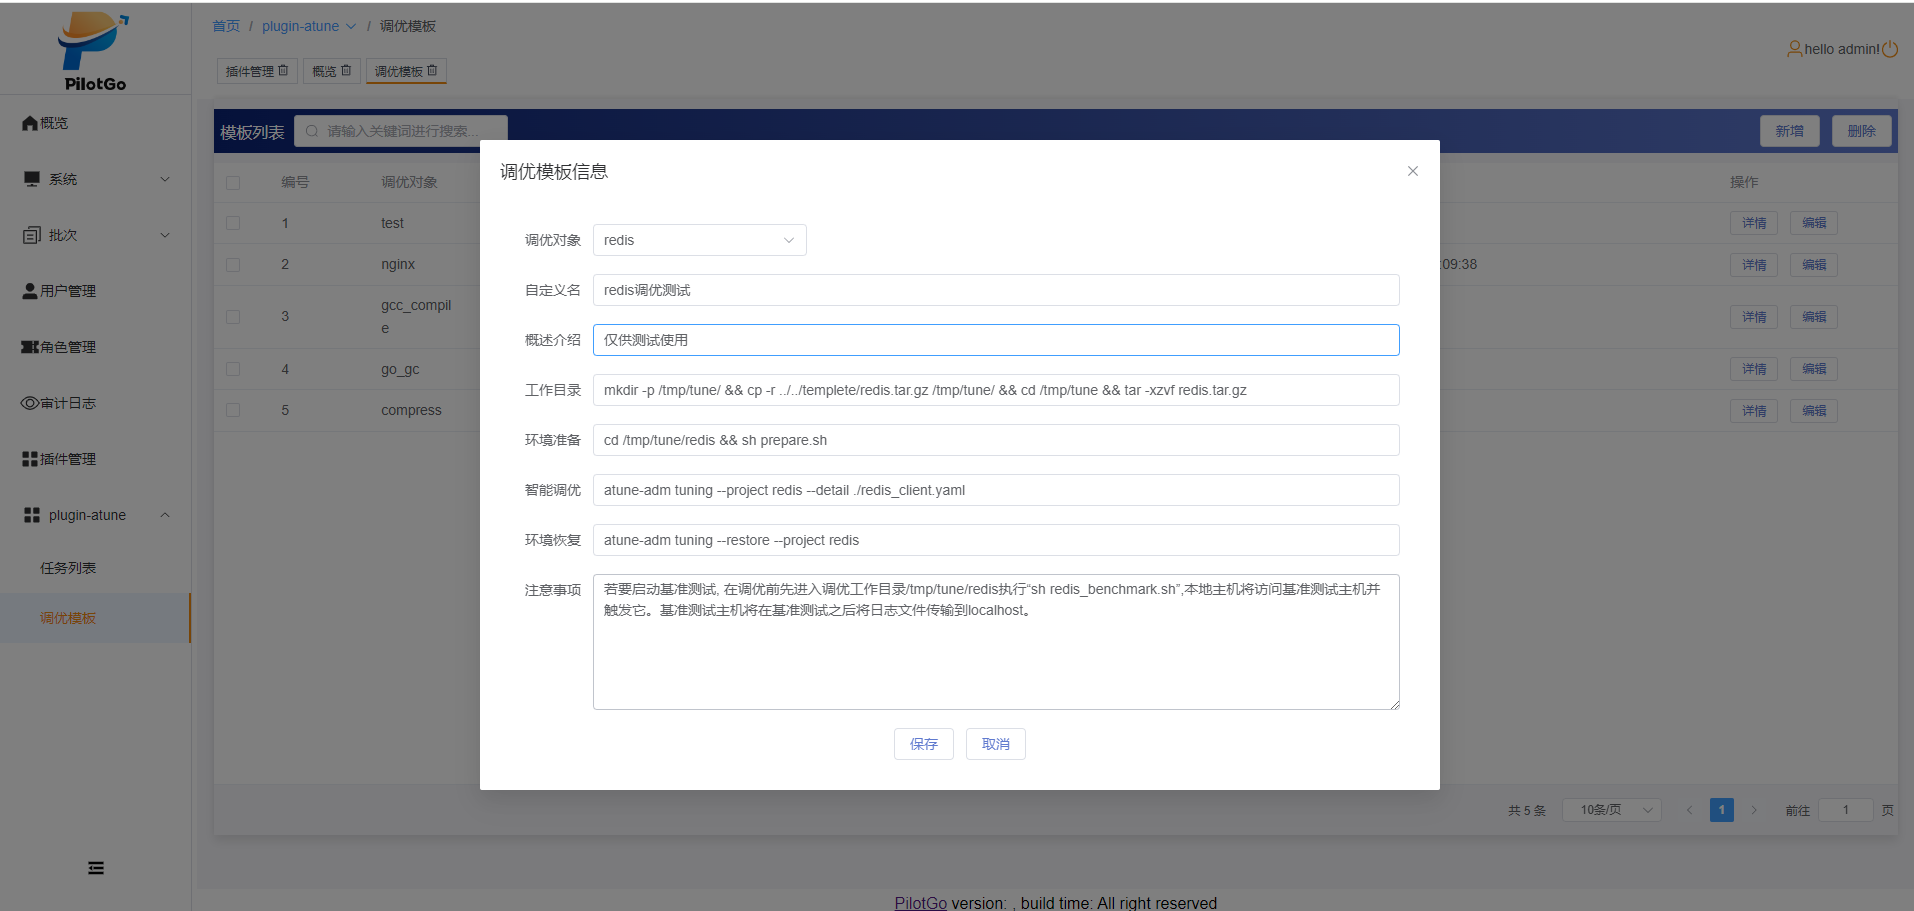 PilotGo
首页 / plugin-atune / 调优模板
hello admin!
插件管理 概览 调优模板
概览
系统
批次
用户管理
角色管理
审计日志
插件管理
plugin-atune
任务列表
调优模板
模板列表 请输入关键词进行搜索... 新增 删除
编号 调优对象 操作
1 test 详情 编辑
2 nginx :09:38 详情 编辑
3 gcc_compil
e 详情 编辑
4 go_gc 详情 编辑
5 compress 详情 编辑
调优模板信息
调优对象 redis
自定义名 redis调优测试
概述介绍 仅供测试使用
工作目录 mkdir -p /tmp/tune/ && cp -r ../../templete/redis.tar.gz /tmp/tune/ && cd /tmp/tune && tar -xzvf redis.tar.gz
环境准备 cd /tmp/tune/redis && sh prepare.sh
智能调优 atune-adm tuning --project redis --detail ./redis_client.yaml
环境恢复 atune-adm tuning --restore --project redis
注意事项 若要启动基准测试, 在调优前先进入调优工作目录/tmp/tune/redis执行“sh redis_benchmark.sh”,本地主机将访问基准测试主机并
触发它。基准测试主机将在基准测试之后将日志文件传输到localhost。
保存 取消
共 5 条 10条/页 1 前往 1 页
PilotGo version: , build time: All right reserved